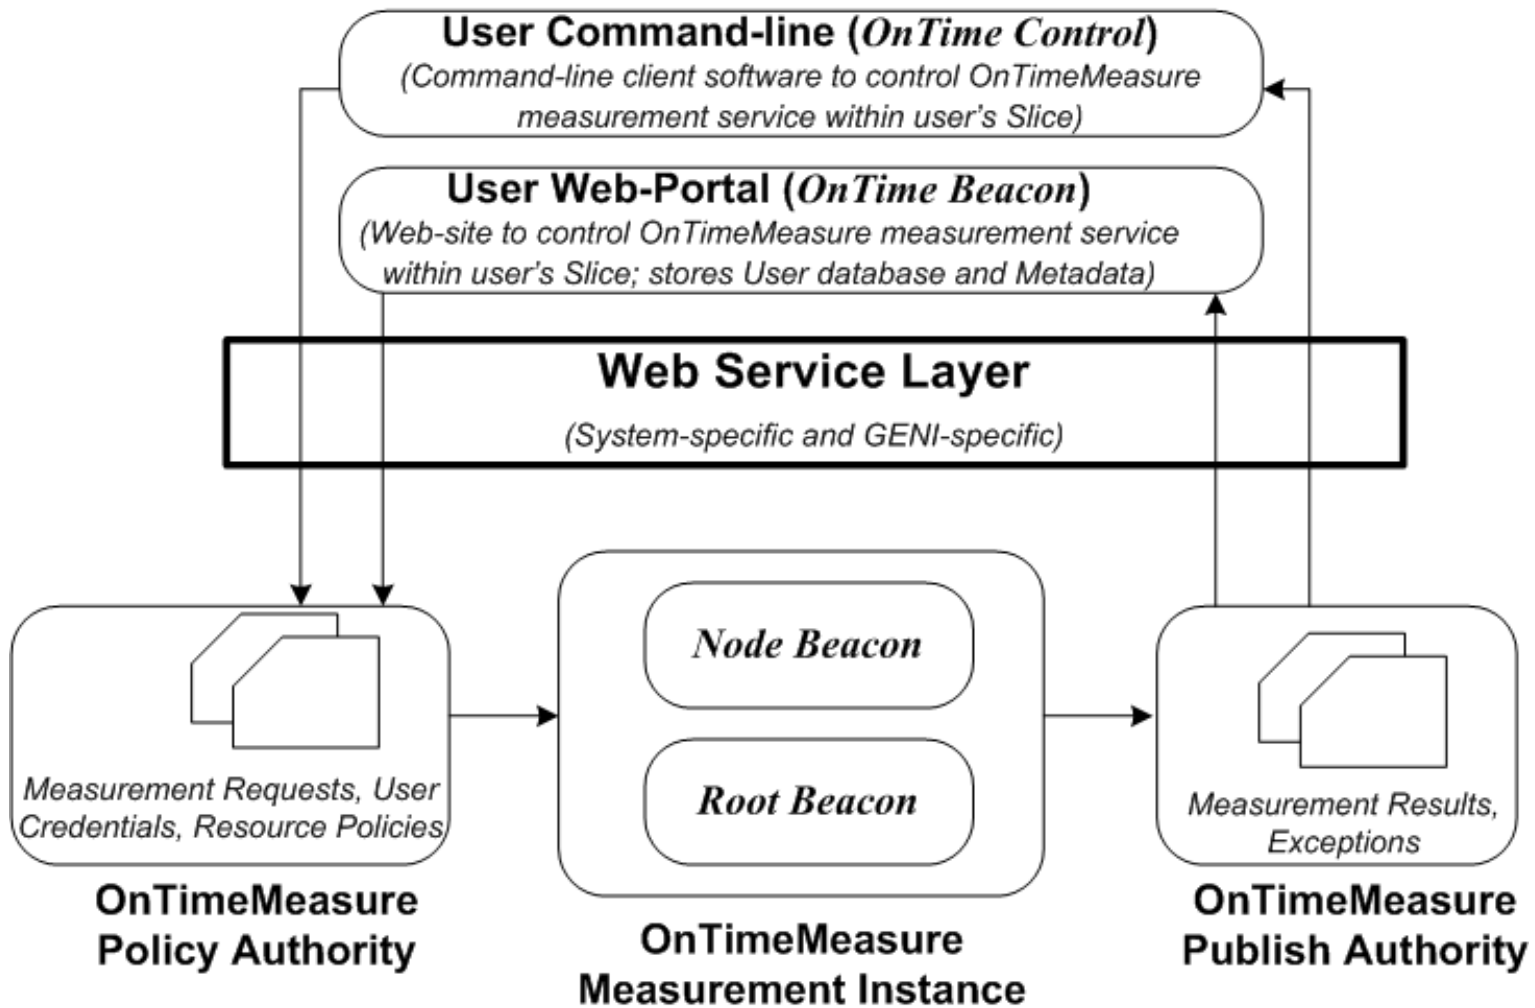 User Command-line (OnTime Control)
(Command-line client software to control OnTimeMeasure
measurement service within user's Slice)
User Web-Portal (OnTime Beacon)
(Web-site to control OnTimeMeasure measurement service
within user's Slice; stores User database and Metadata)
Web Service Layer
(System-specific and GENI-specific)
Measurement Requests, User
Credentials, Resource Policies
OnTimeMeasure
Policy Authority
Node Beacon
Root Beacon
OnTimeMeasure
Measurement Instance
Measurement Results,
Exceptions
OnTimeMeasure
Publish Authority